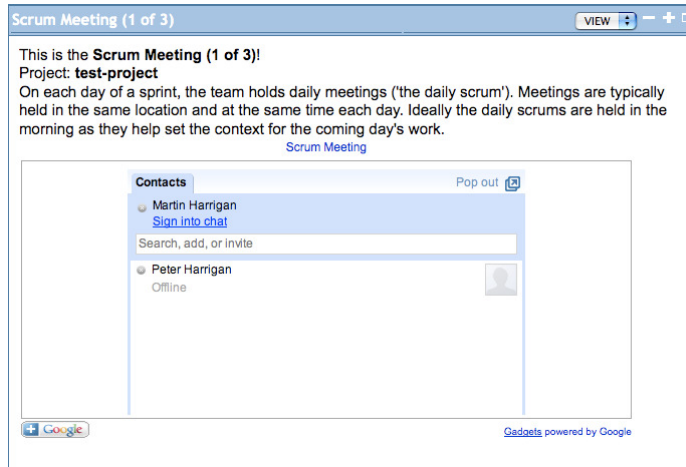 Scrum Meeting (1 of 3) VIEW
This is the Scrum Meeting (1 of 3)!
Project: test-project
On each day of a sprint, the team holds daily meetings ('the daily scrum'). Meetings are typically
held in the same location and at the same time each day. Ideally the daily scrums are held in the
morning as they help set the context for the coming day's work.
Scrum Meeting
Contacts Pop out
Martin Harrigan
Sign into chat
Search, add, or invite
Peter Harrigan
Offline
Google Gadgets powered by Google